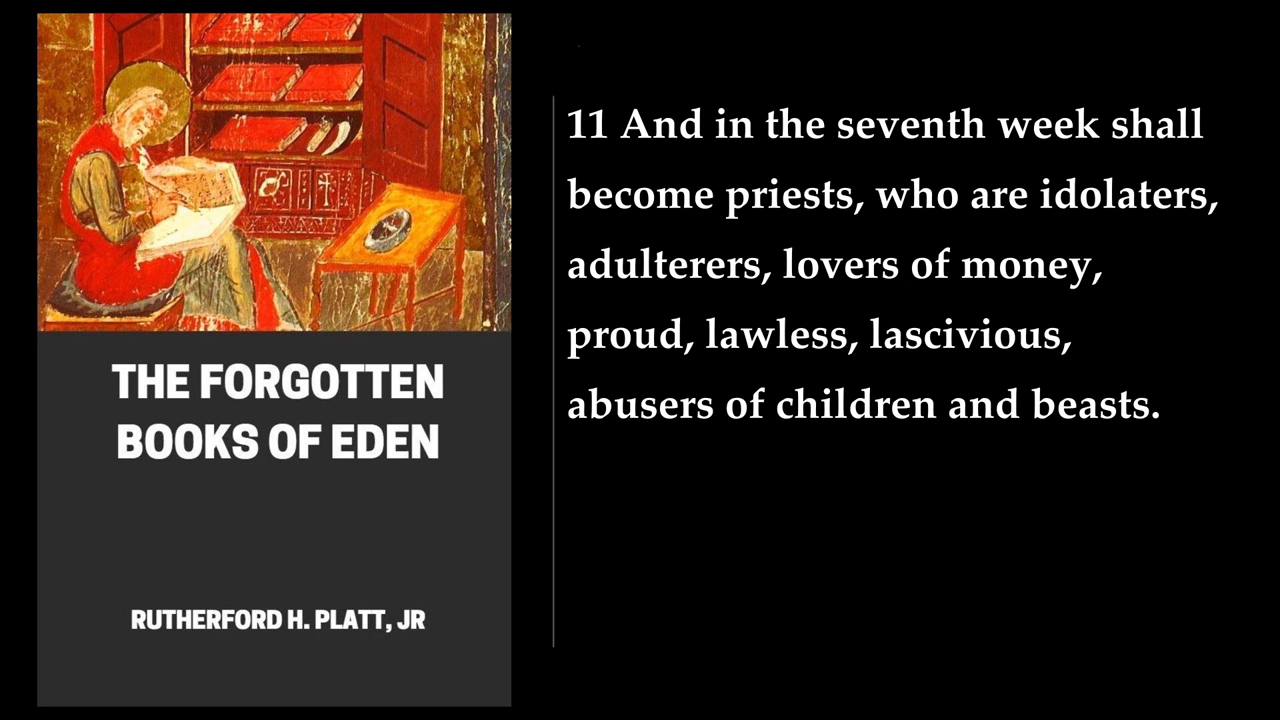 THE FORGOTTEN
BOOKS OF EDEN
RUTHERFORD H. PLATT, JR
11 And in the seventh week shall
become priests, who are idolaters,
adulterers, lovers of money,
proud, lawless, lascivious,
abusers of children and beasts.